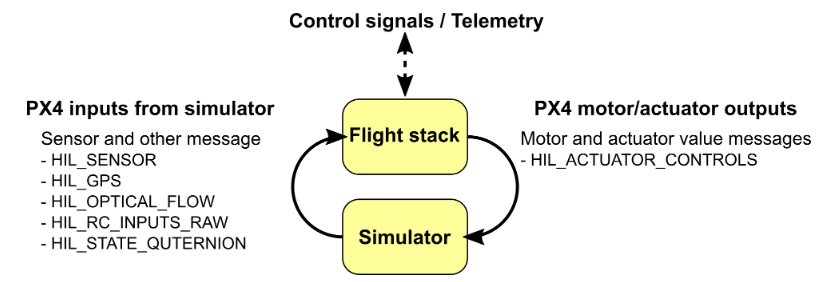 Control signals / Telemetry
PX4 inputs from simulator
Sensor and other message
- HIL_SENSOR
- HIL_GPS
- HIL_OPTICAL_FLOW
- HIL_RC_INPUTS_RAW
- HIL_STATE_QUTERNION
Flight stack
Simulator
PX4 motor/actuator outputs
Motor and actuator value messages
- HIL_ACTUATOR_CONTROLS